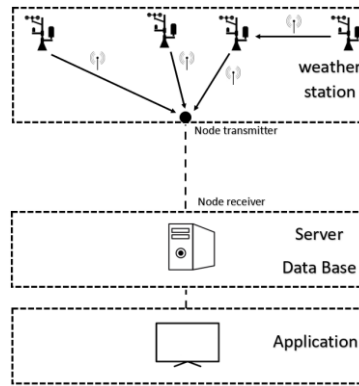 weather
station
Node transmitter
Node receiver
Server
Data Base
Application